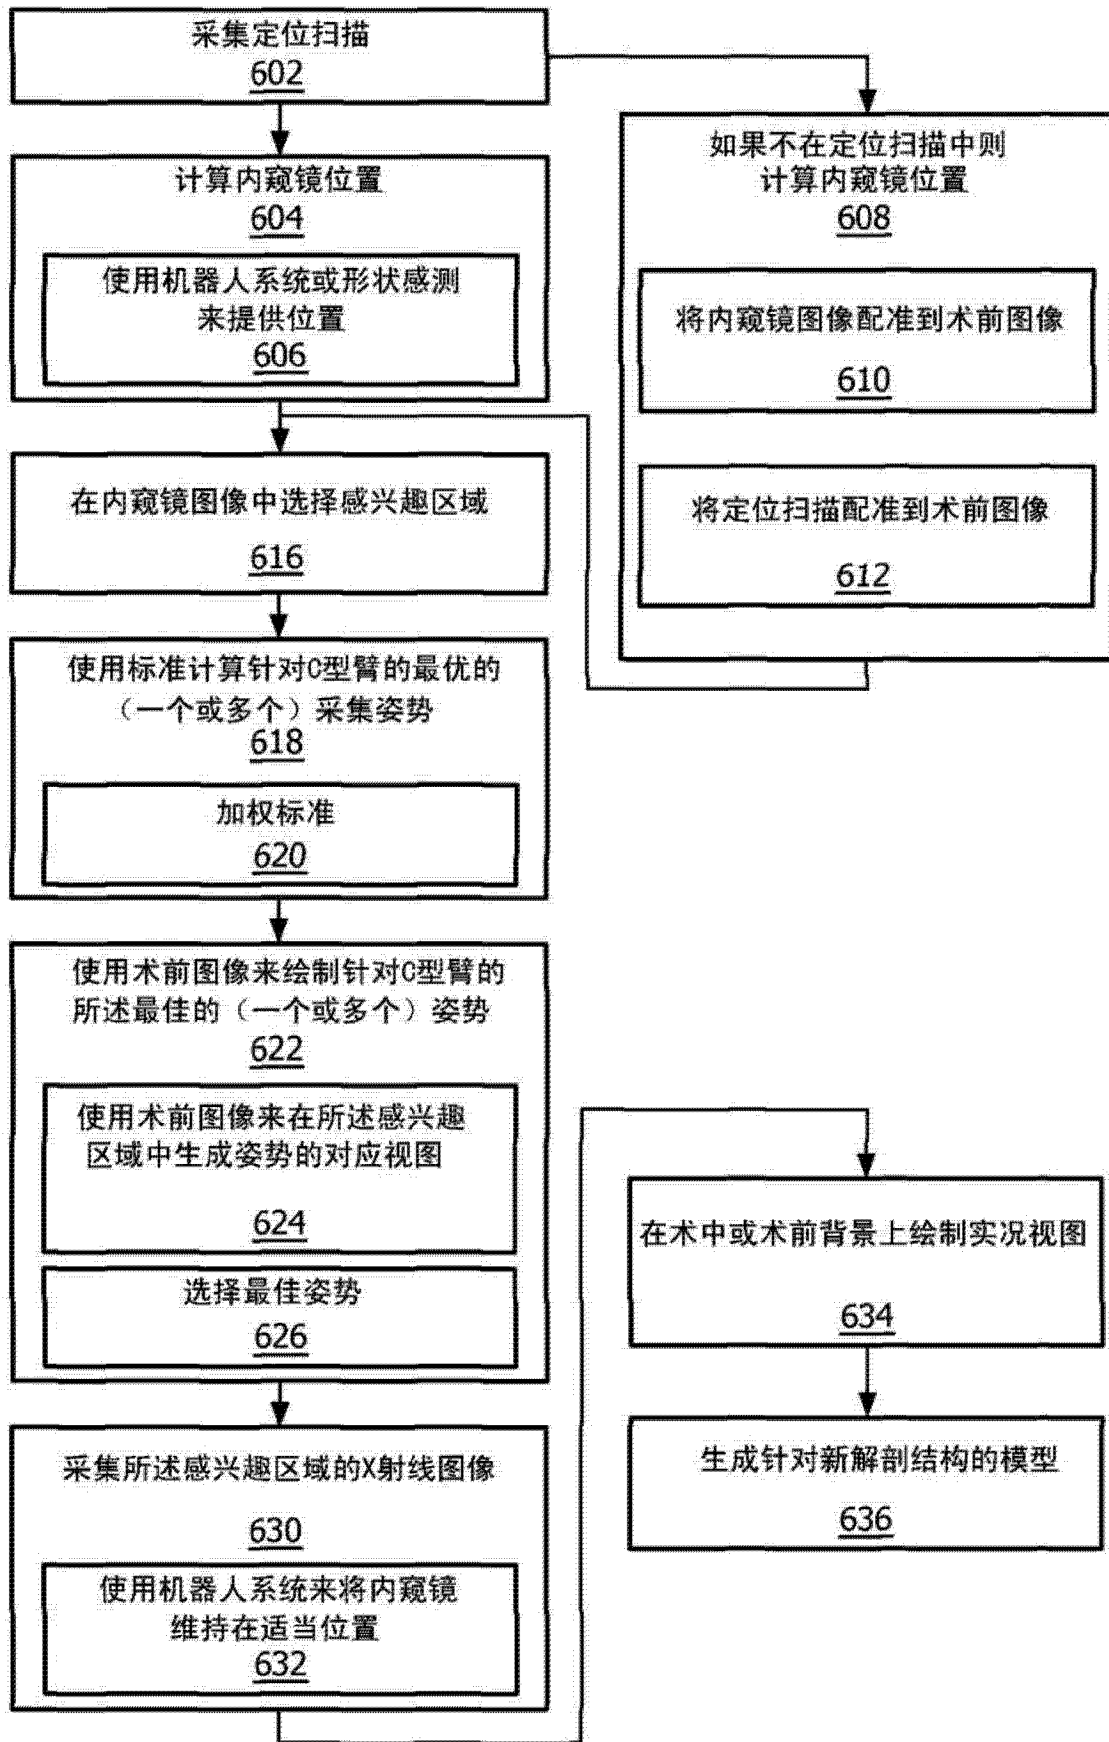 采集定位扫描
602
计算内窥镜位置
604
使用机器人系统或形状感测
来提供位置
606
如果不在定位扫描中则
计算内窥镜位置
608
将内窥镜图像配准到术前图像
610
将定位扫描配准到术前图像
612
在内窥镜图像中选择感兴趣区域
616
使用标准计算针对C型臂的最优的
（一个或多个）采集姿势
618
加权标准
620
使用术前图像来绘制针对C型臂的
所述最佳的（一个或多个）姿势
622
使用术前图像来在所述感兴趣
区域中生成姿势的对应视图
624
选择最佳姿势
626
采集所述感兴趣区域的X射线图像
630
使用机器人系统来将内窥镜
维持在适当位置
632
在术中或术前背景上绘制实况视图
634
生成针对新解剖结构的模型
636